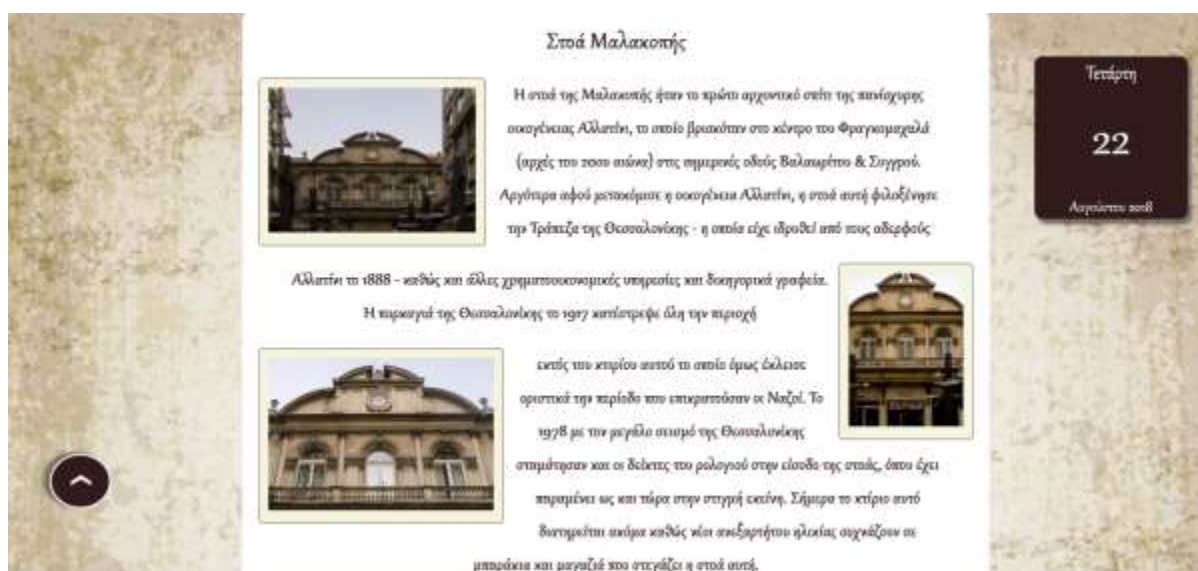 Στοά Μαλακοπής
Η στοά της Μαλακοπής ήταν το πρώτο αρχοντικό σπίτι της πανίσχυρης
οικογένειας Αλλατίνι, το οποίο βρισκόταν στο κέντρο του Φραγκομαχαλά
(αρχές του 20ου αιώνα) στις σημερινές οδούς Βαλαωρίτου & Συγγρού.
Αργότερα αφού μετακόμισε η οικογένεια Αλλατίνι, η στοά αυτή φιλοξένησε
την Τράπεζα της Θεσσαλονίκης - η οποία είχε ιδρυθεί από τους αδερφούς
Αλλατίνι το 1888 - καθώς και άλλες χρηματοοικονομικές υπηρεσίες και δικηγορικά γραφεία.
Η πυρκαγιά της Θεσσαλονίκης το 1917 κατέστρεψε όλη την περιοχή
εκτός του κτιρίου αυτού το οποίο όμως έκλεισε
οριστικά την περίοδο που επικρατούσαν οι Ναζοί. Το
1978 με τον μεγάλο σεισμό της Θεσσαλονίκης
σταμάτησαν και οι δείκτες του ρολογιού στην είσοδο της στοάς, όπου έχει
παραμένει ως και τώρα στην στιγμή εκείνη. Σήμερα το κτίριο αυτό
διατηρείται ακόμα καθώς νέοι ανεξαρτήτου ηλικίας συχνάζουν σε
μπαράκια και μαγαζιά που στεγάζει η στοά αυτή.
Τετάρτη
22
Αυγούστου 2018